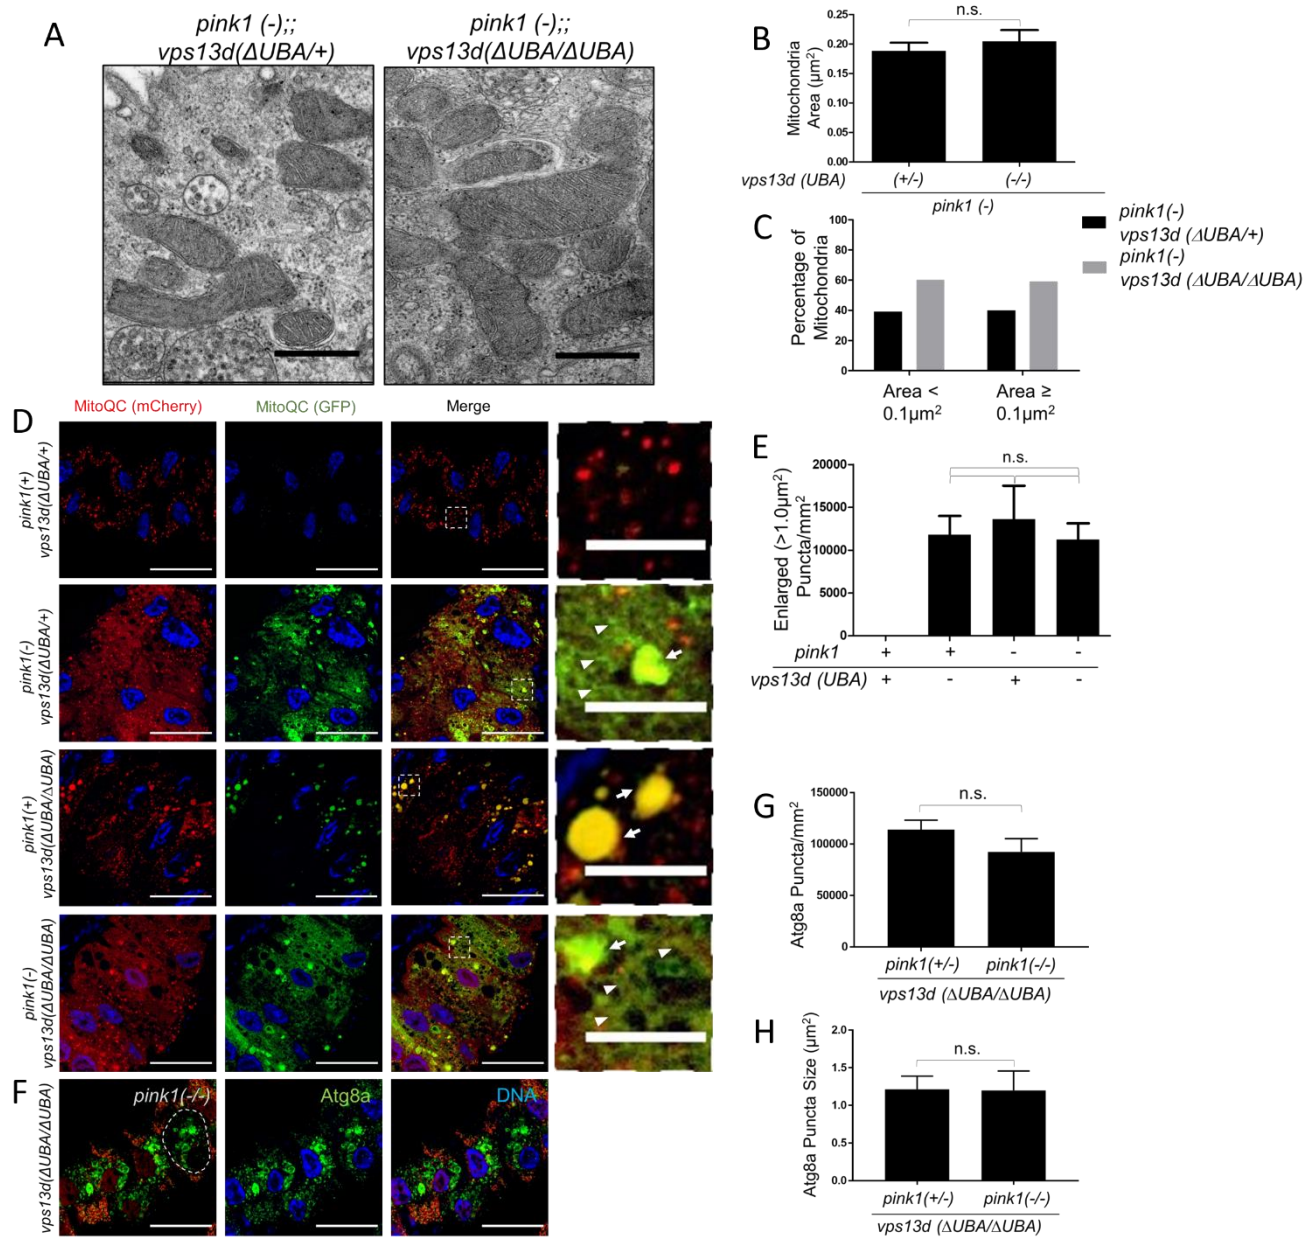 A
pink1 (-);;
vps13d(ΔUBA/+)
pink1 (-);;
vps13d(ΔUBA/ΔUBA)
B
n.s.
Mitochondria
Area (µm²)
0.25
0.20
0.15
0.10
0.05
0.00
vps13d (UBA)
(+/-)
(-/-)
pink1 (-)
C
Percentage of
Mitochondria
100
80
60
40
20
0
Area <
0.1µm²
Area ≥
0.1µm²
pink1(-)
vps13d (ΔUBA/+)
pink1(-)
vps13d (ΔUBA/ΔUBA)
D
MitoQC (mCherry)
MitoQC (GFP)
Merge
pink1(+)
vps13d(ΔUBA/+)
pink1(-)
vps13d(ΔUBA/+)
pink1(+)
vps13d(ΔUBA/ΔUBA)
pink1(-)
vps13d(ΔUBA/ΔUBA)
E
n.s.
Enlarged (>1.0µm²)
Puncta/mm²
20000
15000
10000
5000
0
pink1
+
+
-
-
vps13d (UBA)
+
-
+
-
F
vps13d(ΔUBA/ΔUBA)
pink1(-/-)
Atg8a
DNA
G
n.s.
Atg8a Puncta/mm²
150000
100000
50000
0
pink1(+/-)
pink1(-/-)
vps13d (ΔUBA/ΔUBA)
H
n.s.
Atg8a Puncta Size (µm²)
2.0
1.5
1.0
0.5
0.0
pink1(+/-)
pink1(-/-)
vps13d (ΔUBA/ΔUBA)